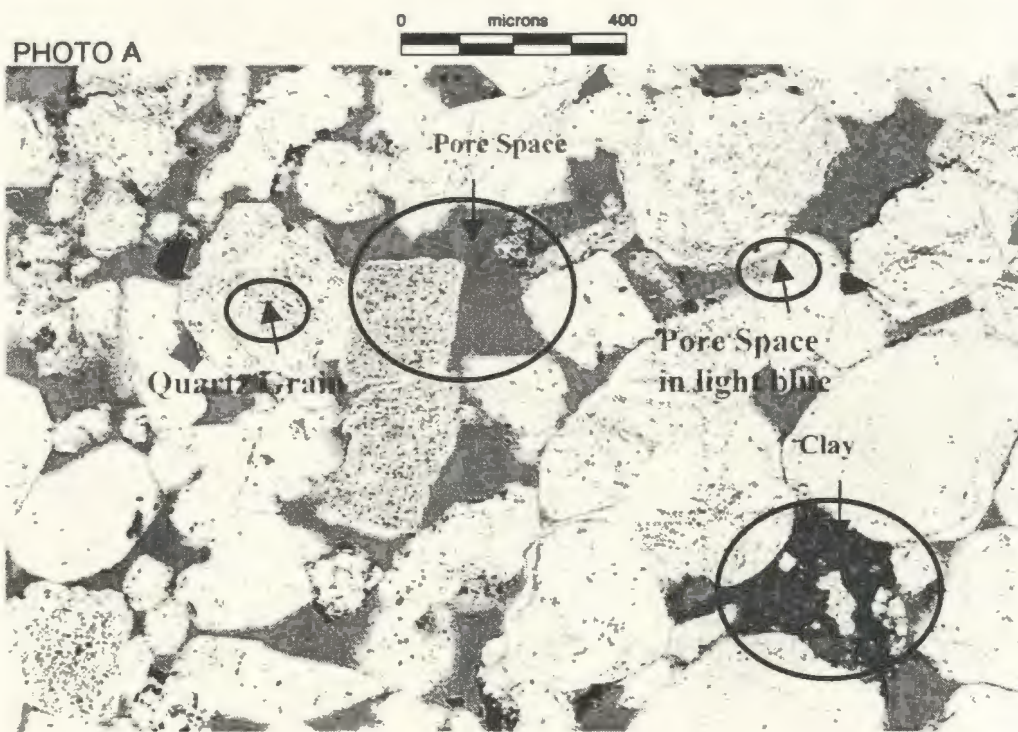 0 microns 400
PHOTO A
Pore Space
Quartz Grain
Pore Space
in light blue
Clay